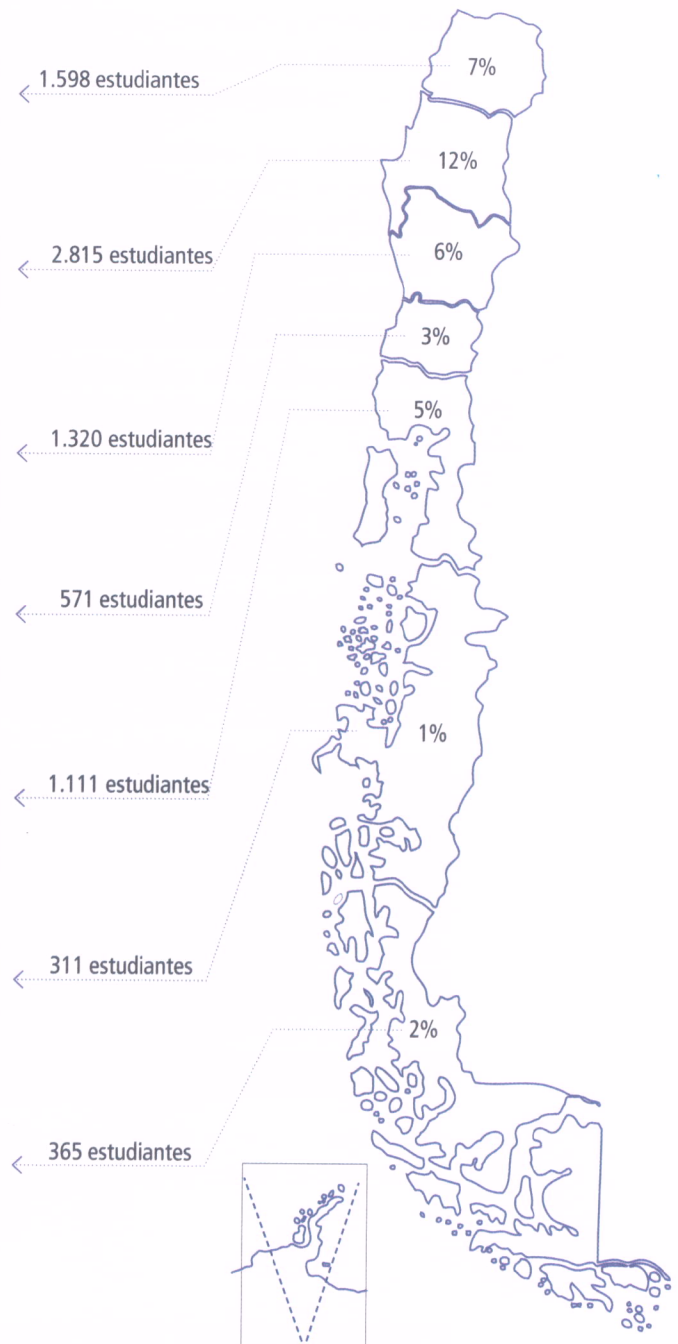 7%
1.598 estudiantes
12%
2.815 estudiantes
6%
1.320 estudiantes
3%
571 estudiantes
5%
1.111 estudiantes
1%
311 estudiantes
2%
365 estudiantes